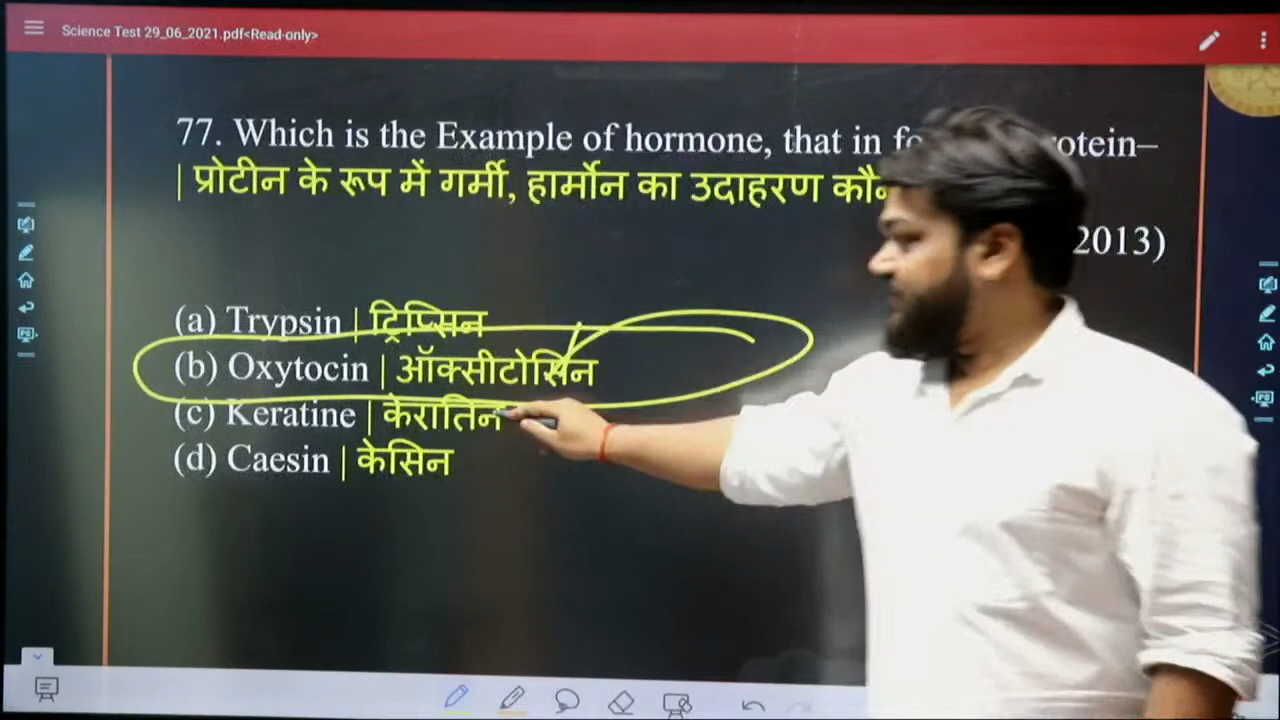 Science Test 29_06_2021.pdf<Read-only>
77. Which is the Example of hormone, that in
| प्रोटीन के रूप में गर्मी, हार्मोन का उदाहरण
2013)
(a) Trypsin | ट्रिप्सिन
(b) Oxytocin | ऑक्सीटोसिन
(c) Keratine | केरातिन
(d) Caesin | केसिन